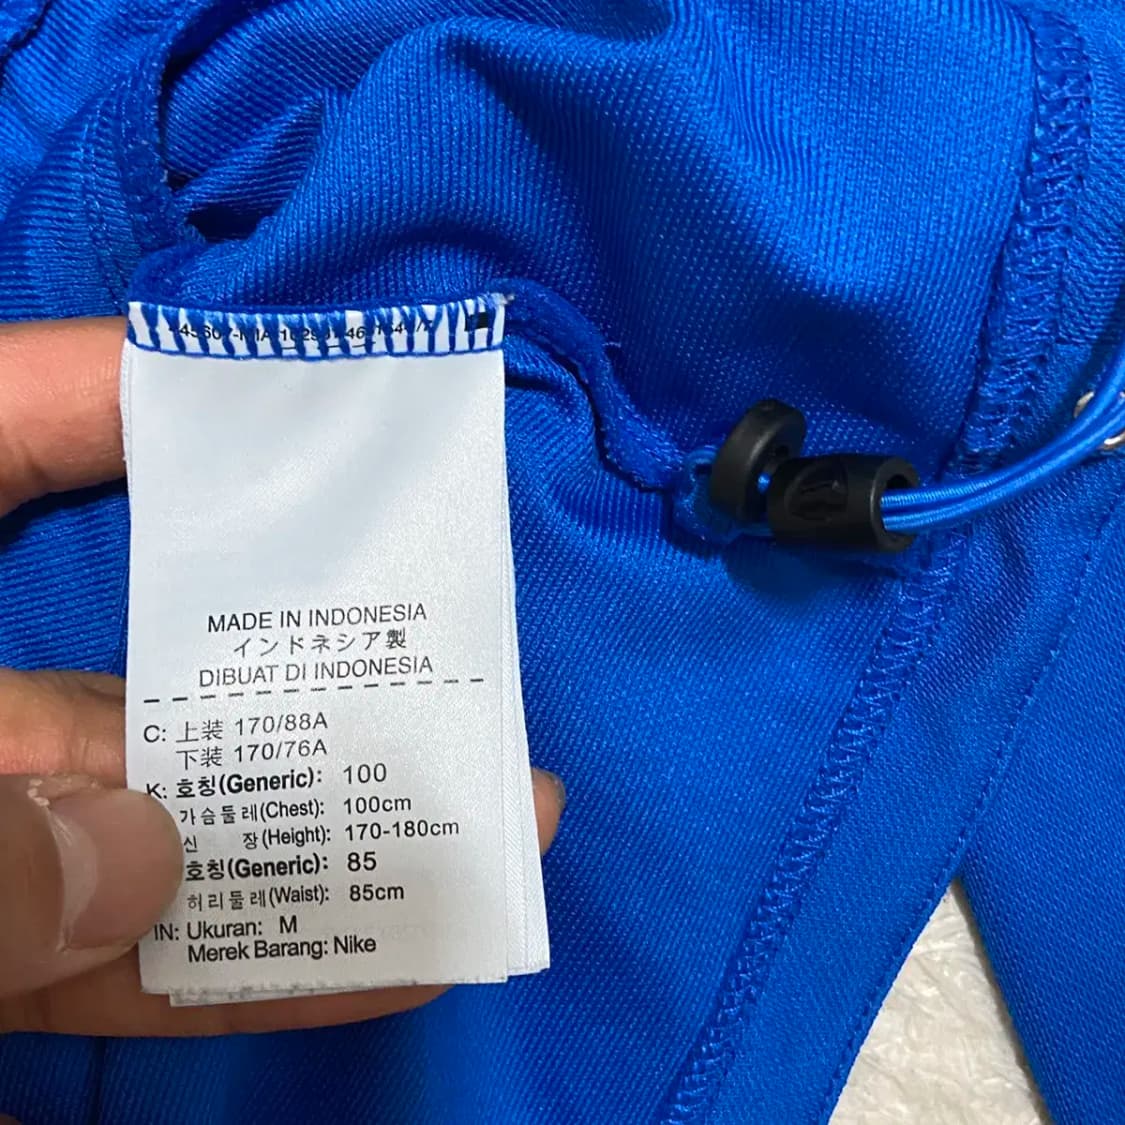 MADE IN INDONESIA
インドネシア製
DIBUAT DI INDONESIA
C: 上装 170/88A
下装 170/76A
K: 호칭(Generic): 100
가슴둘레(Chest): 100cm
신 장(Height): 170-180cm
호칭(Generic): 85
허리둘레(Waist): 85cm
IN: Ukuran: M
Merek Barang: Nike